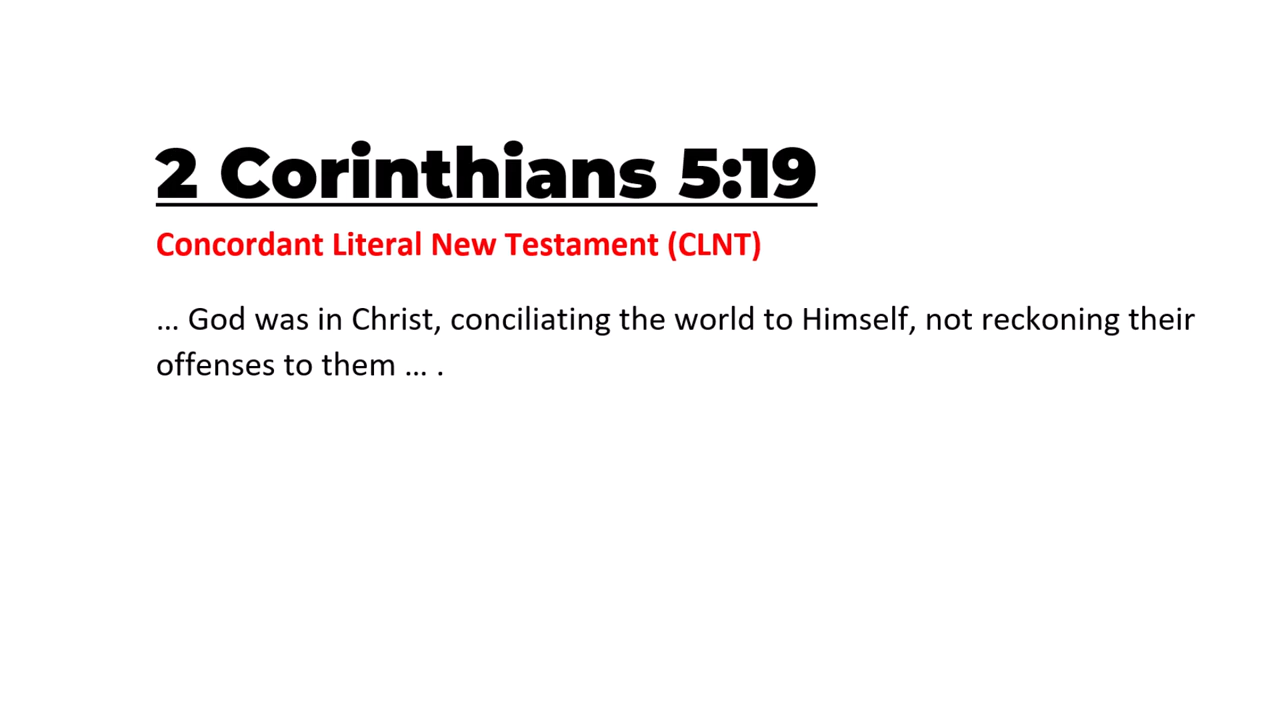 2 Corinthians 5:19
Concordant Literal New Testament (CLNT)
... God was in Christ, conciliating the world to Himself, not reckoning their
offenses to them ... .